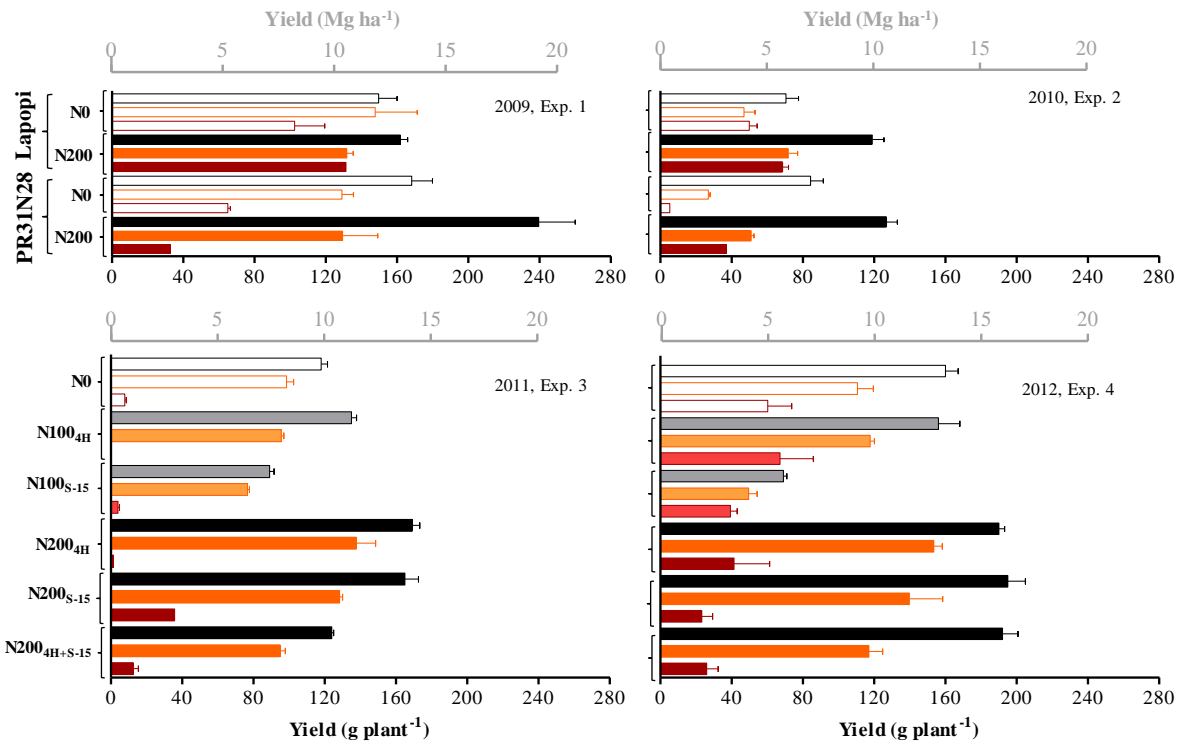 Yield (Mg ha⁻¹) Yield (Mg ha⁻¹)
0 5 10 15 20 0 5 10 15 20
Lapopi
N0
2009, Exp. 1 2010, Exp. 2
N200
PR31N28
N0
N200
0 40 80 120 160 200 240 280 0 40 80 120 160 200 240 280
0 5 10 15 20 0 5 10 15 20
N0
2011, Exp. 3 2012, Exp. 4
N100₄H
N100S-15
N200₄H
N200S-15
N200₄H+S-15
0 40 80 120 160 200 240 280 0 40 80 120 160 200 240 280
Yield (g plant⁻¹) Yield (g plant⁻¹)